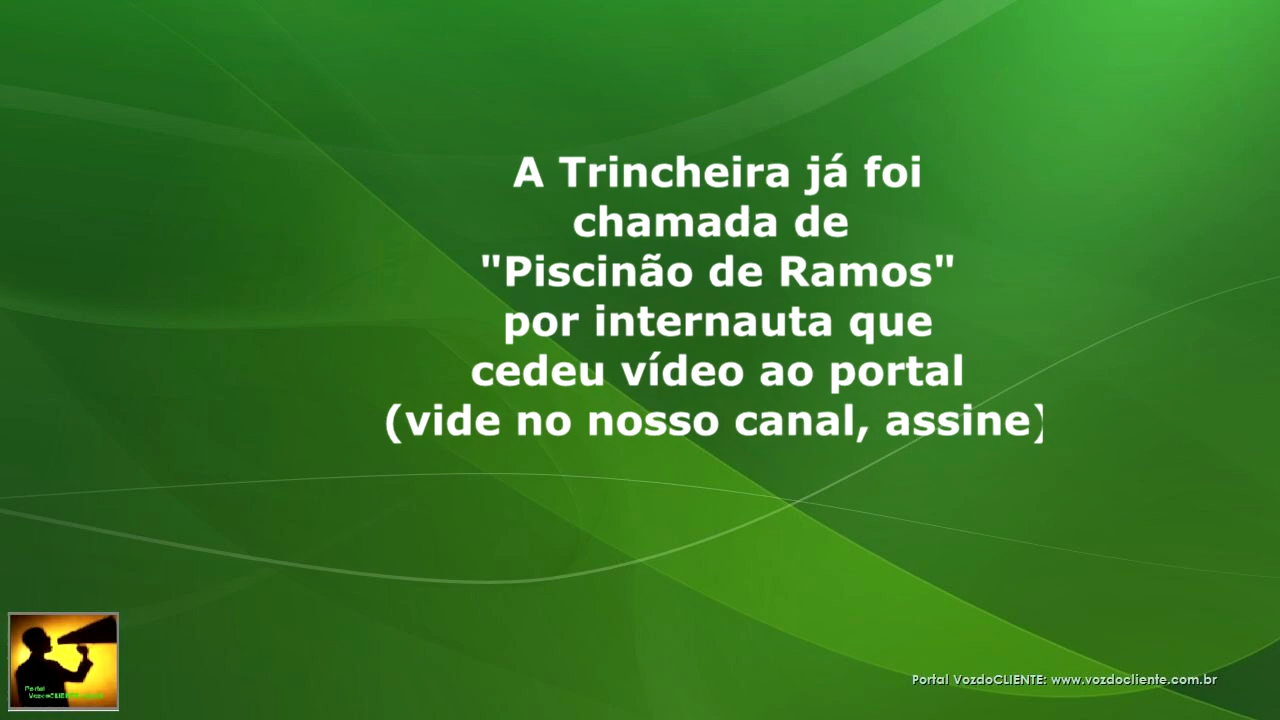 A Trincheira já foi
chamada de
"Piscinão de Ramos"
por internauta que
cedeu vídeo ao portal
(vide no nosso canal, assine)
Portal
Portal VozdoCLIENTE: www.vozdocliente.com.br